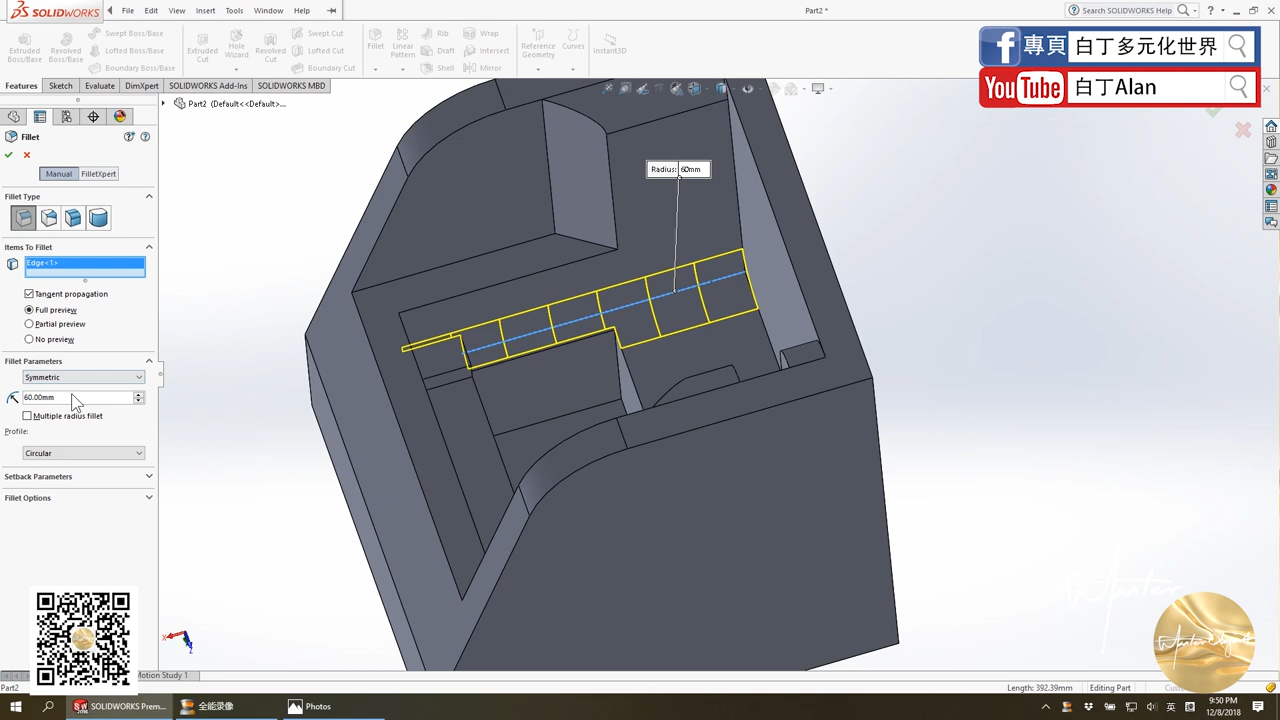 SOLIDWORKS
File
Edit
View
Insert
Tools
Window
Help
Part2 *
Search SOLIDWORKS Help
Extruded Boss/Base
Revolved Boss/Base
Swept Boss/Base
Lofted Boss/Base
Boundary Boss/Base
Extruded Cut
Hole Wizard
Revolved Cut
Swept Cut
Lofted Cut
Boundary Cut
Fillet
Linear Pattern
Rib
Draft
Shell
Wrap
Intersect
Mirror
Reference Geometry
Curves
Instant3D
專頁
白丁多元化世界
YouTube
白丁Alan
Features
Sketch
Evaluate
DimXpert
SOLIDWORKS Add-Ins
SOLIDWORKS MBD
Part2 (Default<<Default>...
Fillet
Manual
FilletXpert
Fillet Type
Items To Fillet
Edge<1>
Tangent propagation
Full preview
Partial preview
No preview
Fillet Parameters
Symmetric
60.00mm
Multiple radius fillet
Profile:
Circular
Setback Parameters
Fillet Options
Radius: 60mm
Motion Study 1
Part2
Length: 392.39mm
Editing Part
SOLIDWORKS Prem...
全能录像
Photos
英
9:50 PM
12/8/2018